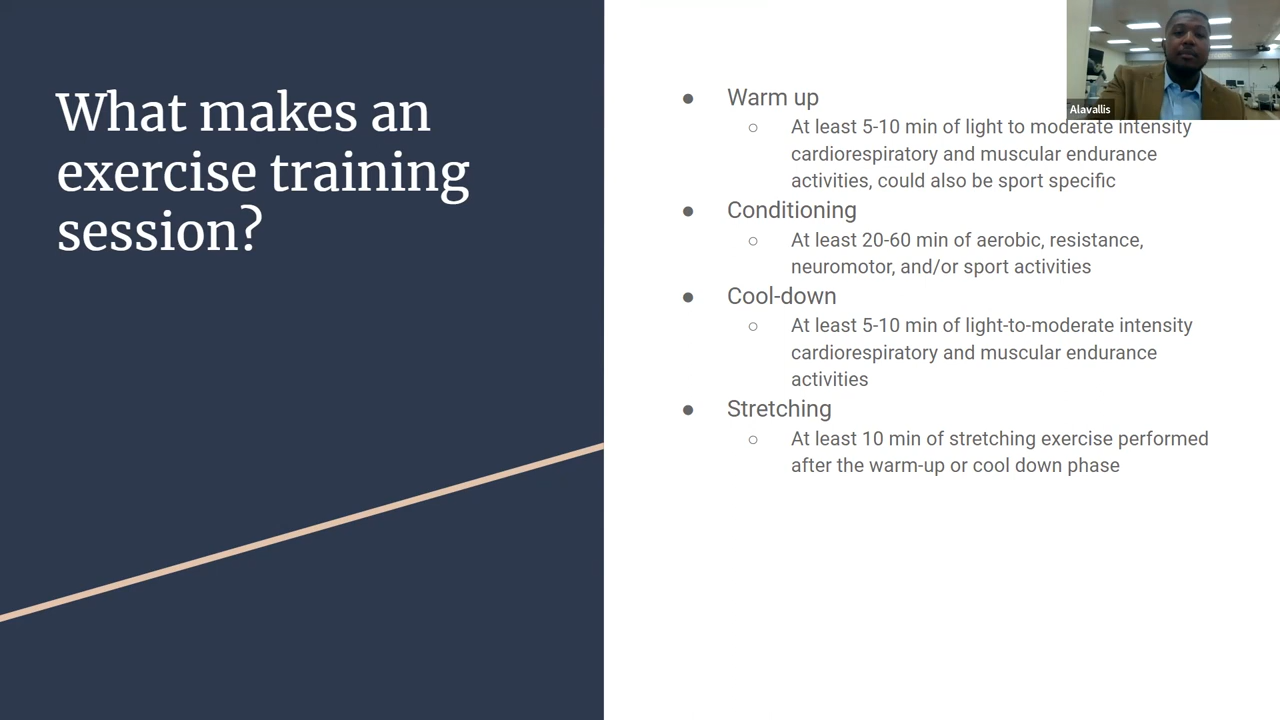 What makes an
exercise training
session?
● Warm up
○ At least 5-10 min of light to moderate intensity
cardiorespiratory and muscular endurance
activities, could also be sport specific
● Conditioning
○ At least 20-60 min of aerobic, resistance,
neuromotor, and/or sport activities
● Cool-down
○ At least 5-10 min of light-to-moderate intensity
cardiorespiratory and muscular endurance
activities
● Stretching
○ At least 10 min of stretching exercise performed
after the warm-up or cool down phase
Alavallis